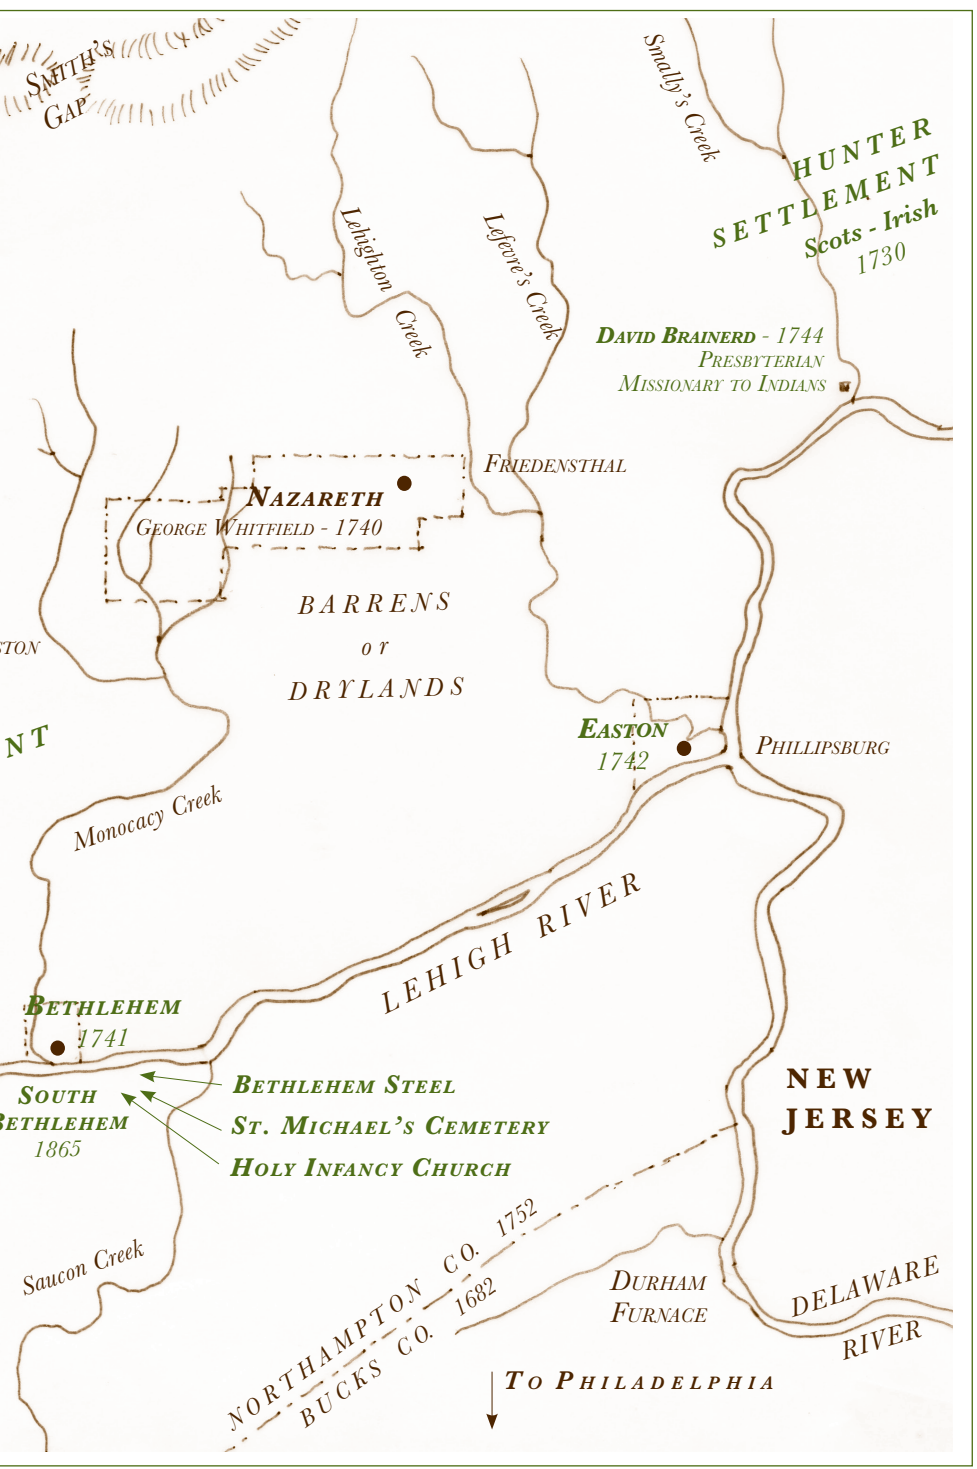 SMITH'S
GAP
Smally's Creek
HUNTER
SETTLEMENT
Scots - Irish
1730
Lehighton
Creek
Lefevre's Creek
DAVID BRAINERD - 1744
PRESBYTERIAN
MISSIONARY TO INDIANS
FRIEDENSTHAL
NAZARETH
GEORGE WHITFIELD - 1740
BARRENS
or
DRYLANDS
STON
NT
EASTON
1742
PHILLIPSBURG
Monocacy Creek
LEHIGH RIVER
BETHLEHEM
1741
SOUTH
BETHLEHEM
1865
BETHLEHEM STEEL
ST. MICHAEL'S CEMETERY
HOLY INFANCY CHURCH
NEW
JERSEY
Saucon Creek
NORTHAMPTON CO. 1752
BUCKS CO. 1682
DURHAM
FURNACE
DELAWARE
RIVER
TO PHILADELPHIA